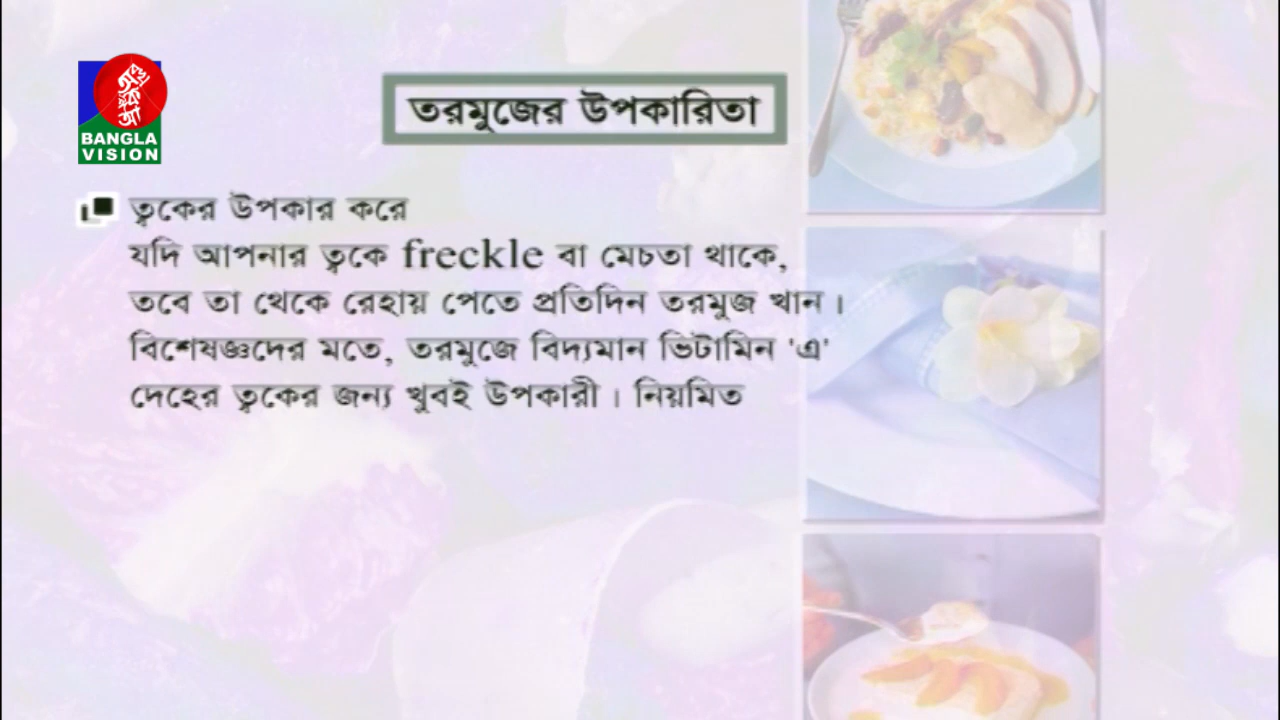 BANGLA
VISION
তরমুজের উপকারিতা
ত্বকের উপকার করে
যদি আপনার ত্বকে freckle বা মেচতা থাকে,
তবে তা থেকে রেহায় পেতে প্রতিদিন তরমুজ খান।
বিশেষজ্ঞদের মতে, তরমুজে বিদ্যমান ভিটামিন 'এ'
দেহের ত্বকের জন্য খুবই উপকারী। নিয়মিত